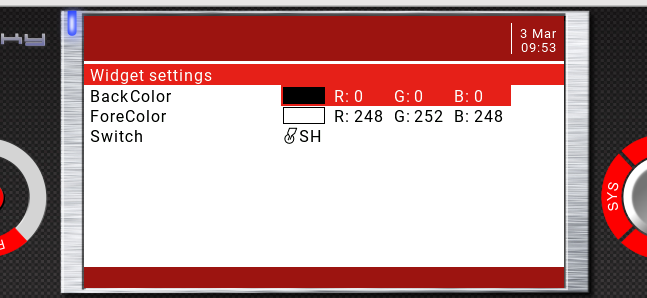 3 Mar
09:53
Widget settings
BackColor R: 0 G: 0 B: 0
ForeColor R: 248 G: 252 B: 248
Switch SH
SYS